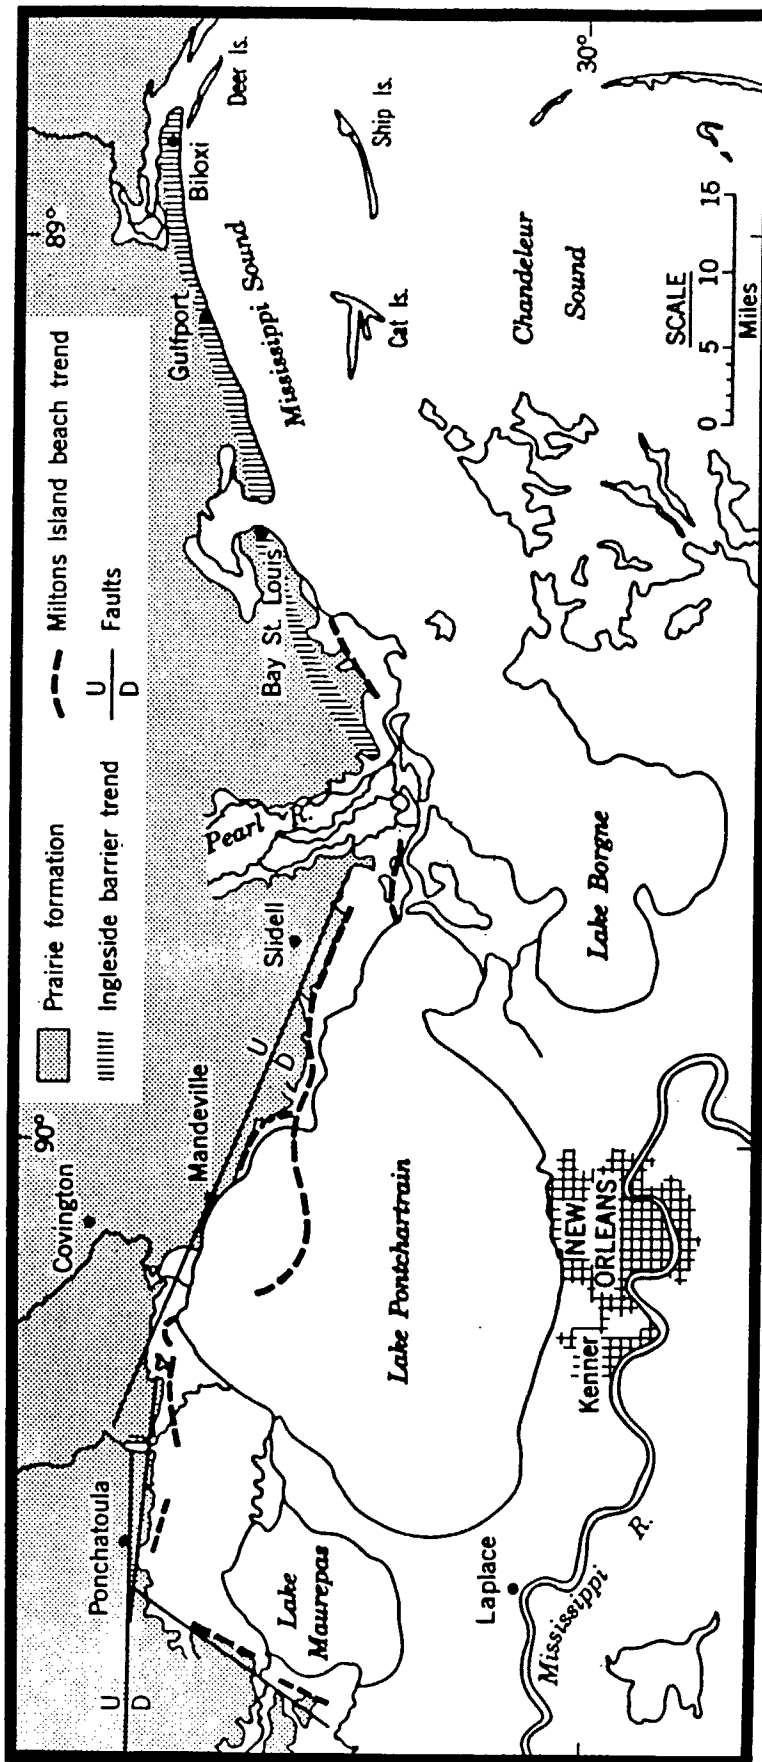 Prairie formation
Miltons Island beach trend
Ingleside barrier trend
U
D
Faults
90°
89°
30°
Covington
Mandeville
Ponchatoula
U
D
U
D
Slidell
Pearl R.
Bay St. Louis
Gulfport
Biloxi
Deer Is.
Ship Is.
Cat Is.
Mississippi Sound
Chandeleur
Sound
Lake Borgne
Lake Pontchartrain
Lake
Maurepas
Laplace
Kenner
NEW
ORLEANS
Mississippi R.
SCALE
0 5 10 15
Miles